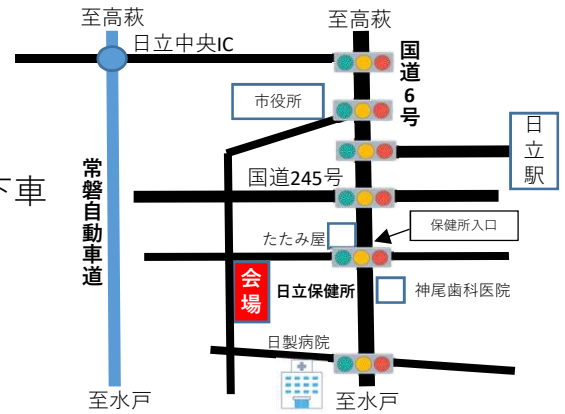 至高萩
至高萩
日立中央IC
国道6号
市役所
日立駅
下車
常磐自動車道
国道245号
たたみ屋
保健所入口
会場
日立保健所
神尾歯科医院
日製病院
至水戸
至水戸